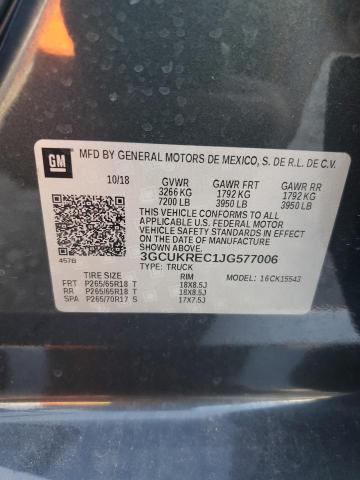 GM MFD BY GENERAL MOTORS DE MEXICO, S. DE R.L. DE C.V.
10/18 GVWR GAWR FRT GAWR RR
3266 KG 1792 KG 1792 KG
7200 LB 3950 LB 3950 LB
THIS VEHICLE CONFORMS TO ALL
APPLICABLE U.S. FEDERAL MOTOR
VEHICLE SAFETY STANDARDS IN EFFECT ON
THE DATE OF MANUFACTURE SHOWN ABOVE.
457B 3GCUKREC1JG577006
TYPE: TRUCK
MODEL: 16CK15543
TIRE SIZE RIM
FRT P265/65R18 T 18X8.5J
RR P265/65R18 T 18X8.5J
SPA P265/70R17 S 17X7.5J